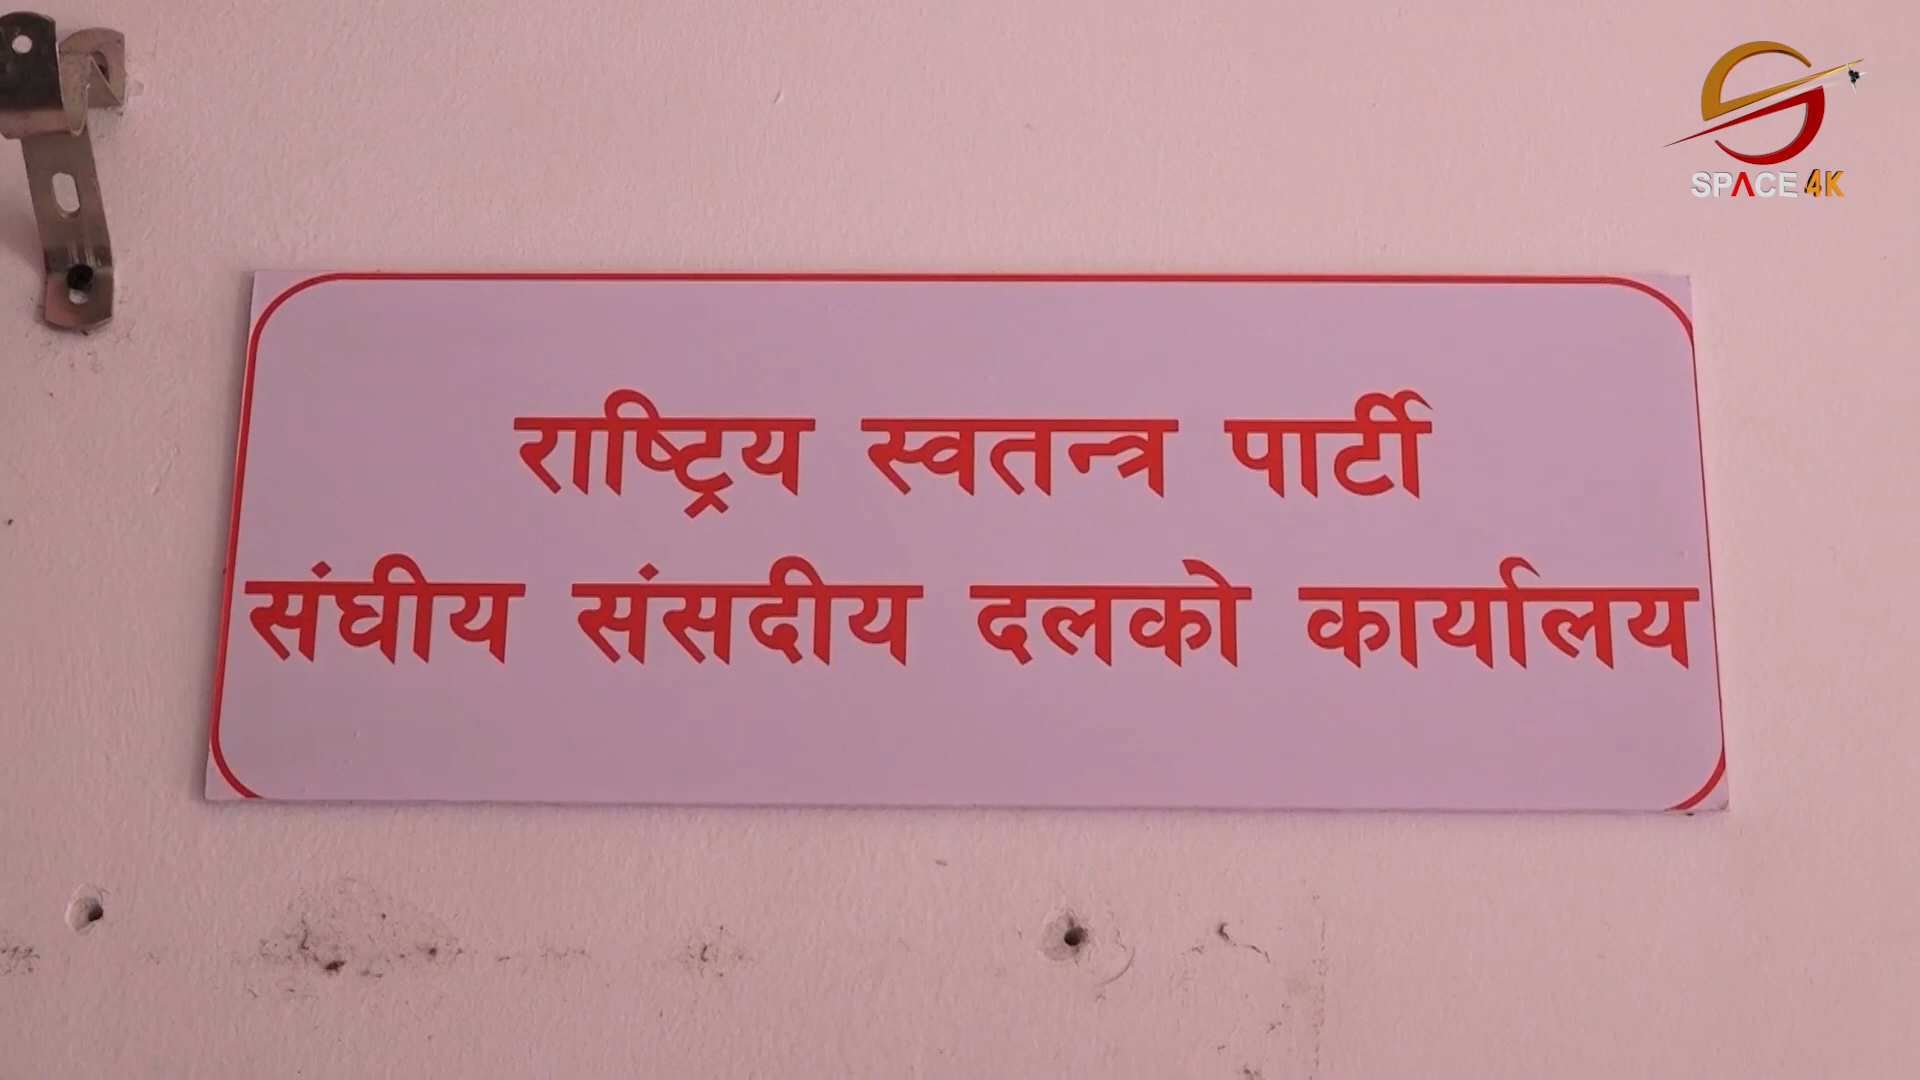 SPACE 4K
राष्ट्रिय स्वतन्त्र पार्टी
संघीय संसदीय दलको कार्यालय